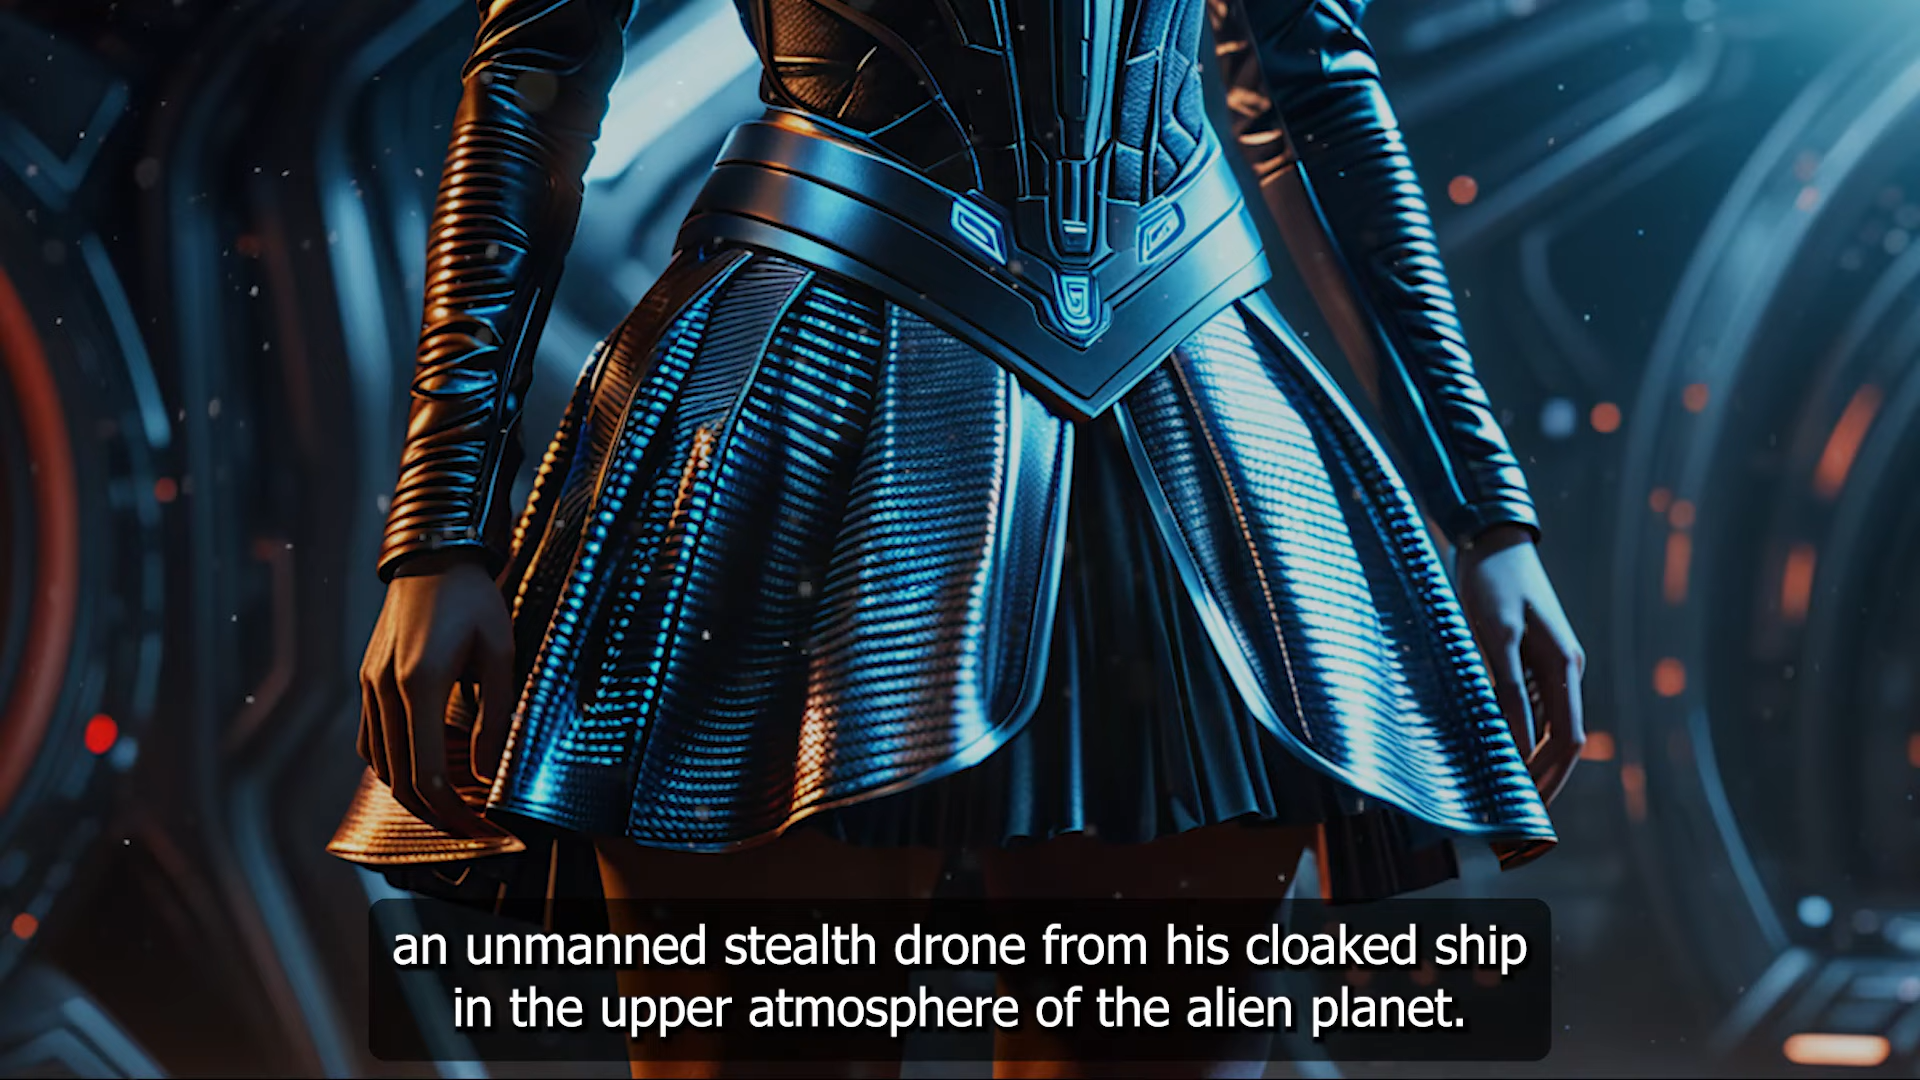 an unmanned stealth drone from his cloaked ship
in the upper atmosphere of the alien planet.